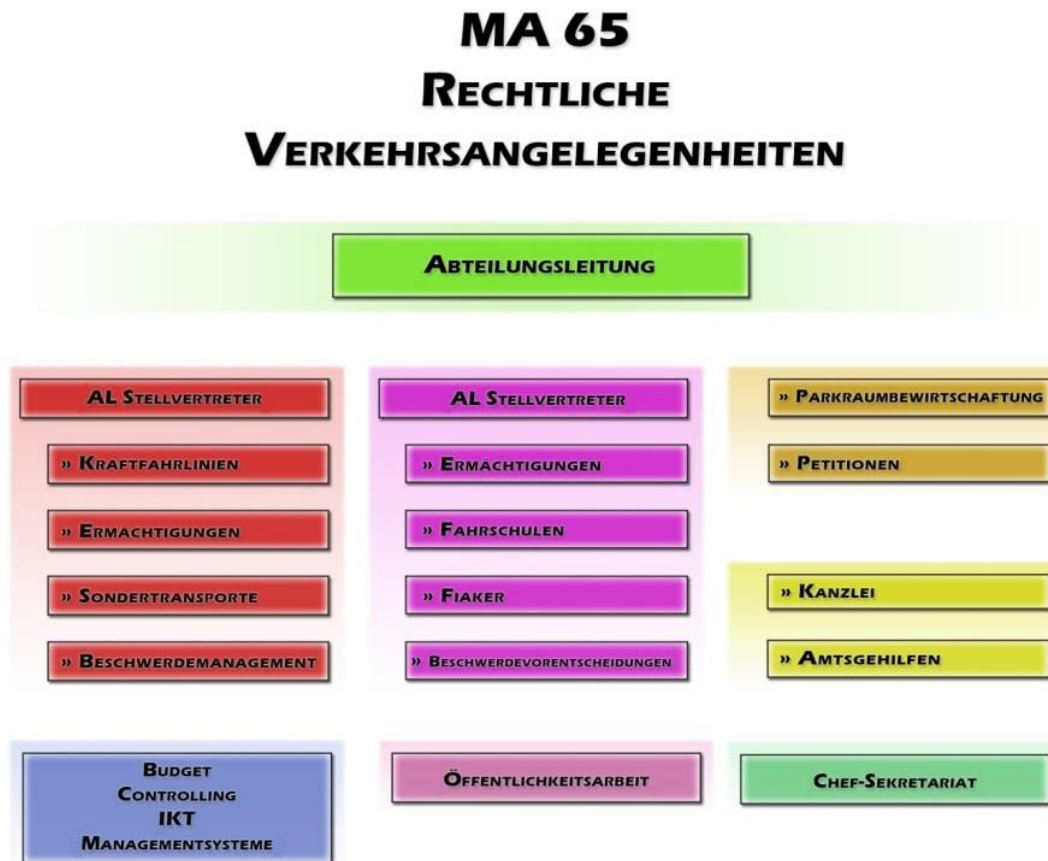 MA 65
RECHTLICHE
VERKEHRSANGELEGENHEITEN
ABTEILUNGSLEITUNG
AL STELLVERTRETER
» KRAFTFAHRLINIEN
» ERMÄCHTIGUNGEN
» SONDERTRANSPORTE
» BESCHWERDEMANAGEMENT
AL STELLVERTRETER
» ERMÄCHTIGUNGEN
» FAHRSCHULEN
» FIAKER
» BESCHWERDEVORENTSCHEIDUNGEN
» PARKRAUMBEWIRTSCHAFTUNG
» PETITIONEN
» KANZLEI
» AMTSGEHILFEN
BUDGET
CONTROLLING
IKT
MANAGEMENTSYSTEME
ÖFFENTLICHKEITSARBEIT
CHEF-SEKRETARIAT